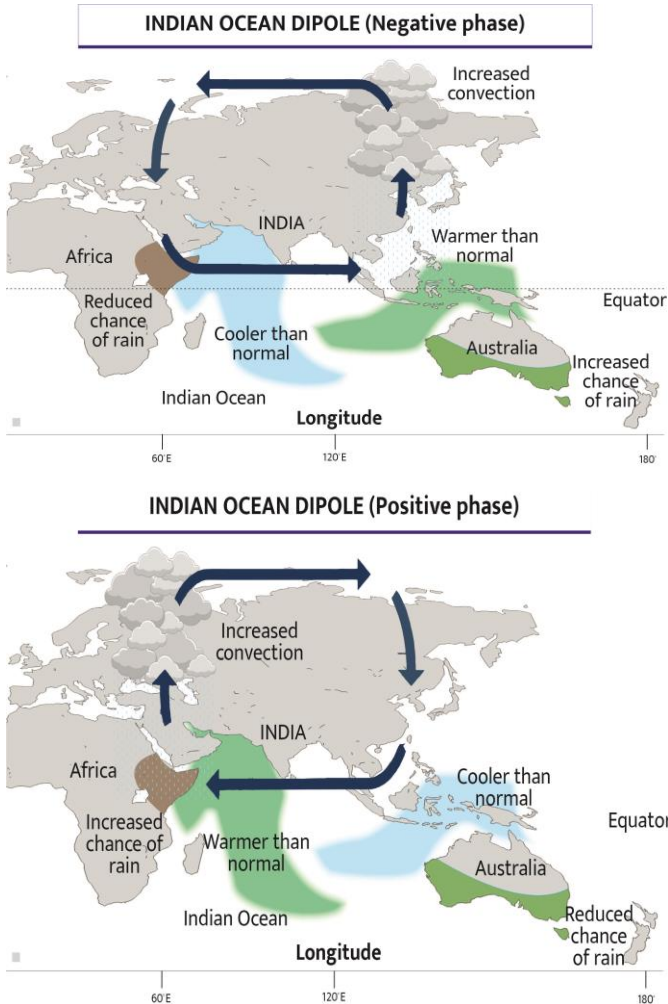 INDIAN OCEAN DIPOLE (Negative phase)
Increased
convection
INDIA
Africa
Warmer than
normal
Reduced
chance
of rain
Equator
Cooler than
normal
Australia
Increased
chance
of rain
Indian Ocean
Longitude
60°E
120°E
180°
INDIAN OCEAN DIPOLE (Positive phase)
Increased
convection
INDIA
Africa
Cooler than
normal
Increased
chance of
rain
Equator
Warmer than
normal
Australia
Indian Ocean
Reduced
chance
of rain
Longitude
60°E
120°E
180°